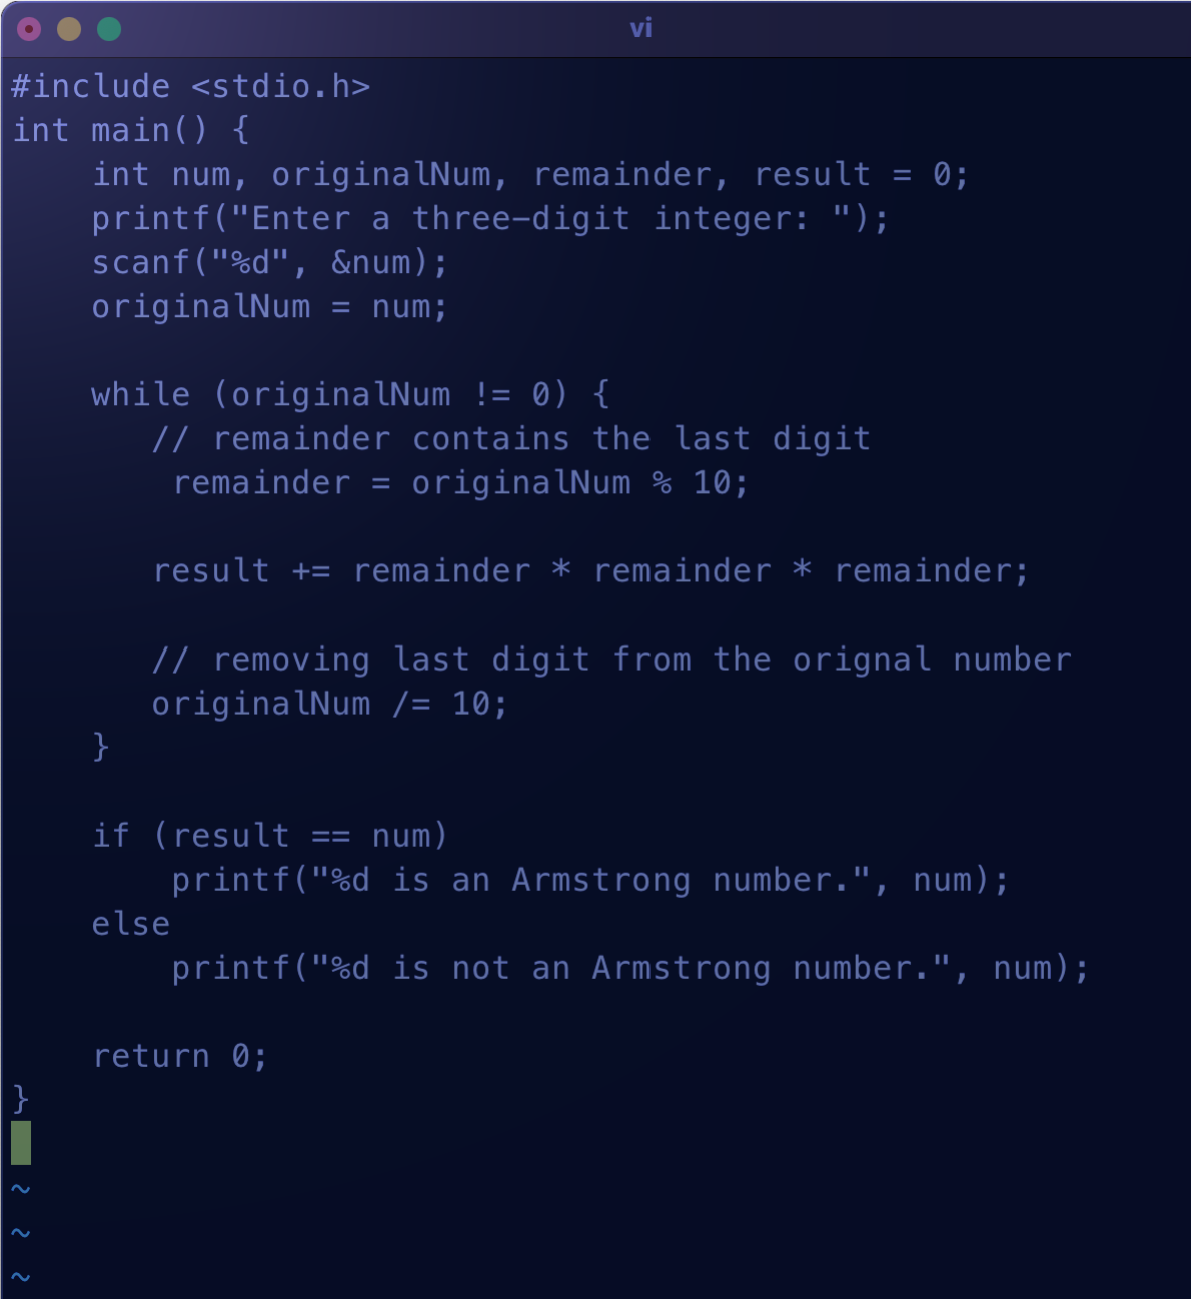 vi
#include <stdio.h>
int main() {
    int num, originalNum, remainder, result = 0;
    printf("Enter a three-digit integer: ");
    scanf("%d", &num);
    originalNum = num;

    while (originalNum != 0) {
       // remainder contains the last digit
        remainder = originalNum % 10;

       result += remainder * remainder * remainder;

       // removing last digit from the orignal number
       originalNum /= 10;
    }

    if (result == num)
        printf("%d is an Armstrong number.", num);
    else
        printf("%d is not an Armstrong number.", num);

    return 0;
}

~
~
~